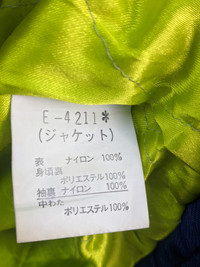 E-4211✻
(ジャケット)
表 ナイロン 100%
身頃裏
ポリエステル100%
袖裏 ナイロン 100%
中わた
ポリエステル100%